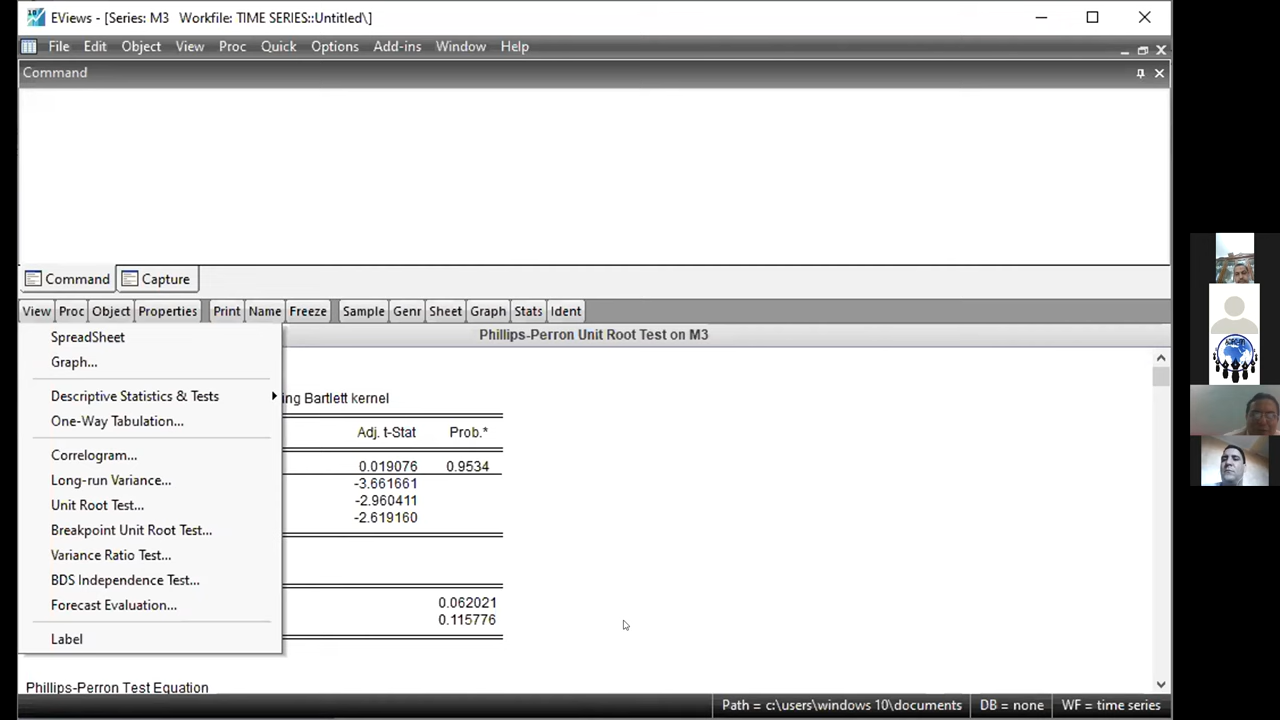 EViews - [Series: M3 Workfile: TIME SERIES::Untitled\]
File Edit Object View Proc Quick Options Add-ins Window Help
Command
Command Capture
View Proc Object Properties Print Name Freeze Sample Genr Sheet Graph Stats Ident
Phillips-Perron Unit Root Test on M3
SpreadSheet
Graph...
Descriptive Statistics & Tests
One-Way Tabulation...
Correlogram...
Long-run Variance...
Unit Root Test...
Breakpoint Unit Root Test...
Variance Ratio Test...
BDS Independence Test...
Forecast Evaluation...
Label
ing Bartlett kernel
Adj. t-Stat Prob.*
0.019076 0.9534
-3.661661
-2.960411
-2.619160
0.062021
0.115776
Phillips-Perron Test Equation
Path = c:\users\windows 10\documents DB = none WF = time series